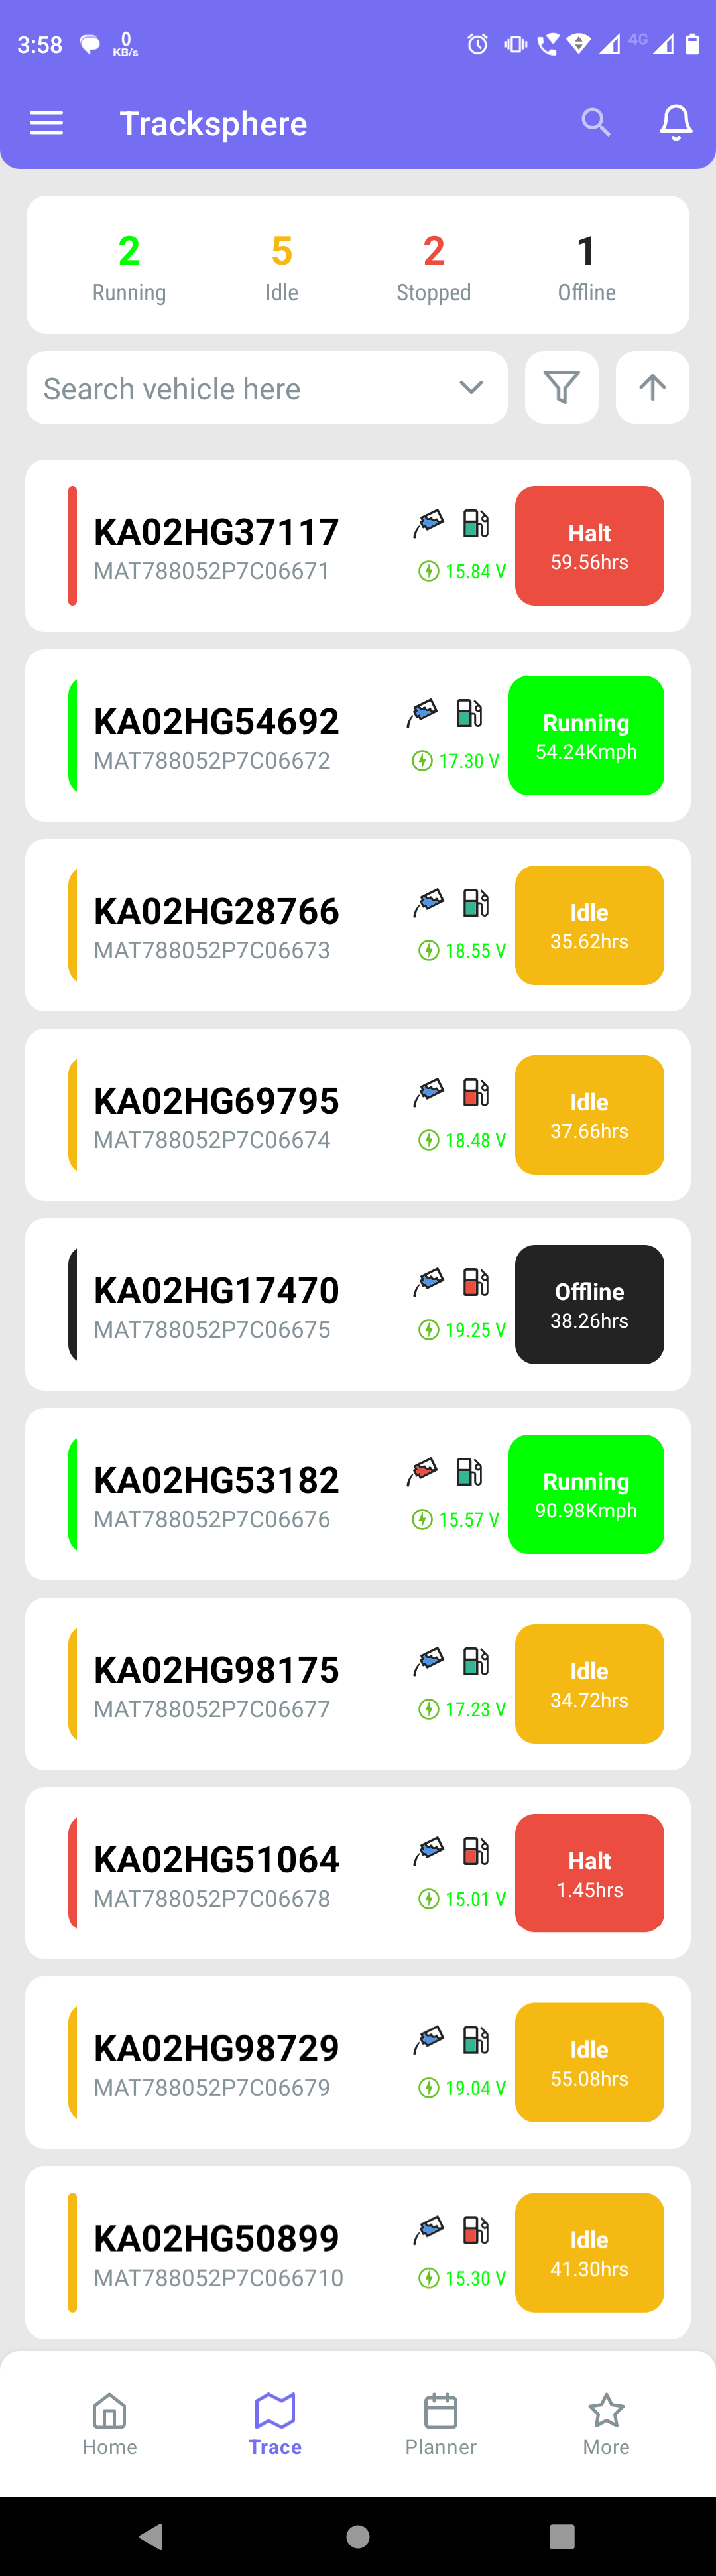 3:58 0 KB/s 4G
Tracksphere
2 5 2 1
Running Idle Stopped Offline
Search vehicle here
KA02HG37117
MAT788052P7C06671
15.84 V
Halt
59.56hrs
KA02HG54692
MAT788052P7C06672
17.30 V
Running
54.24Kmph
KA02HG28766
MAT788052P7C06673
18.55 V
Idle
35.62hrs
KA02HG69795
MAT788052P7C06674
18.48 V
Idle
37.66hrs
KA02HG17470
MAT788052P7C06675
19.25 V
Offline
38.26hrs
KA02HG53182
MAT788052P7C06676
15.57 V
Running
90.98Kmph
KA02HG98175
MAT788052P7C06677
17.23 V
Idle
34.72hrs
KA02HG51064
MAT788052P7C06678
15.01 V
Halt
1.45hrs
KA02HG98729
MAT788052P7C06679
19.04 V
Idle
55.08hrs
KA02HG50899
MAT788052P7C066710
15.30 V
Idle
41.30hrs
Home Trace Planner More